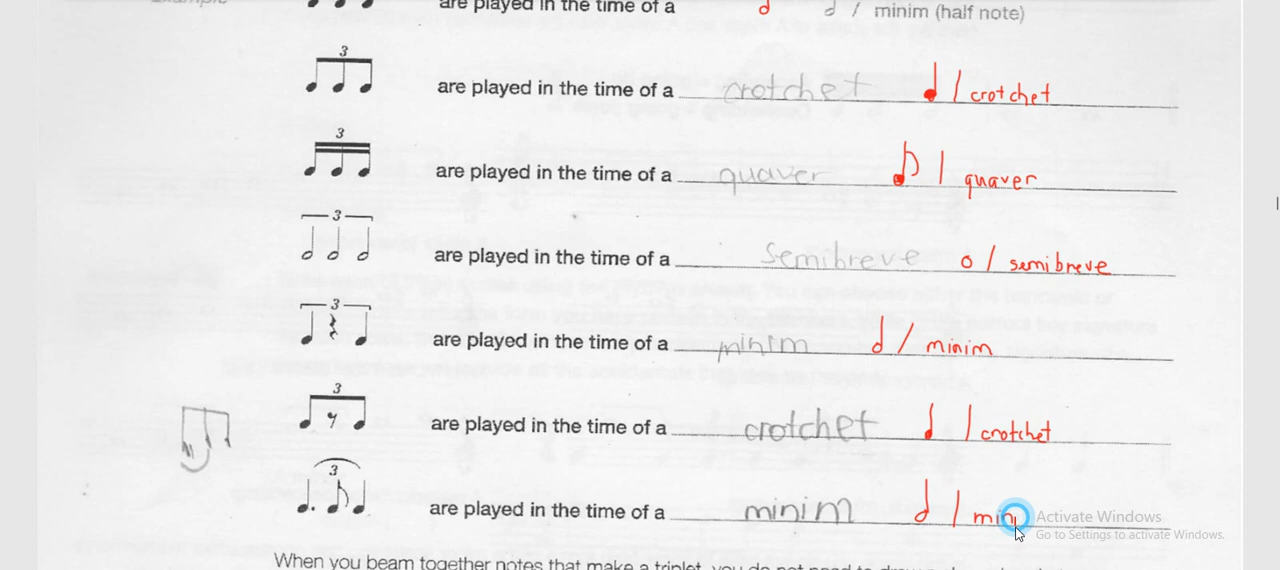 are played in the time of a d d / minim (half note)
3 are played in the time of a crotchet / crotchet
3 are played in the time of a quaver / quaver
3 are played in the time of a semibreve o / semibreve
3 are played in the time of a minim / minim
3 are played in the time of a crotchet / crotchet
3 are played in the time of a minim / mini
Activate Windows
Go to Settings to activate Windows.
When you beam together notes that make a triplet, you do not need to